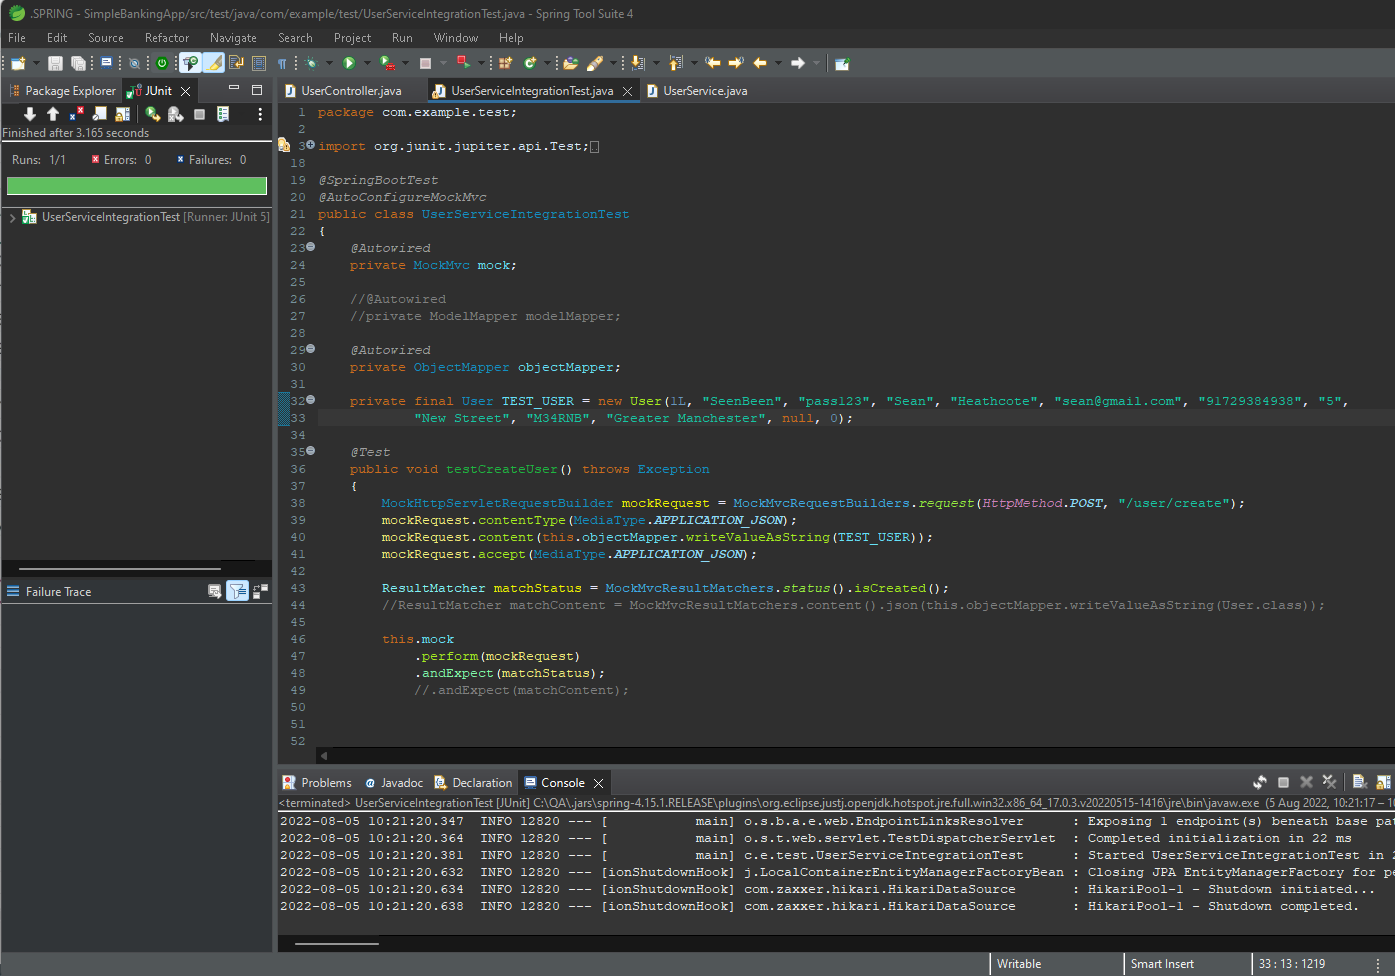 .SPRING - SimpleBankingApp/src/test/java/com/example/test/UserServiceIntegrationTest.java - Spring Tool Suite 4
File Edit Source Refactor Navigate Search Project Run Window Help
Package Explorer JUnit
Finished after 3.165 seconds
Runs: 1/1 Errors: 0 Failures: 0
UserServiceIntegrationTest [Runner: JUnit 5]
Failure Trace
UserController.java UserServiceIntegrationTest.java UserService.java
1 package com.example.test;
2
3 import org.junit.jupiter.api.Test;
18
19 @SpringBootTest
20 @AutoConfigureMockMvc
21 public class UserServiceIntegrationTest
22 {
23 @Autowired
24 private MockMvc mock;
25
26 //@Autowired
27 //private ModelMapper modelMapper;
28
29 @Autowired
30 private ObjectMapper objectMapper;
31
32 private final User TEST_USER = new User(1L, "SeenBeen", "pass123", "Sean", "Heathcote", "sean@gmail.com", "91729384938", "5",
33 "New Street", "M34RNB", "Greater Manchester", null, 0);
34
35 @Test
36 public void testCreateUser() throws Exception
37 {
38 MockHttpServletRequestBuilder mockRequest = MockMvcRequestBuilders.request(HttpMethod.POST, "/user/create");
39 mockRequest.contentType(MediaType.APPLICATION_JSON);
40 mockRequest.content(this.objectMapper.writeValueAsString(TEST_USER));
41 mockRequest.accept(MediaType.APPLICATION_JSON);
42
43 ResultMatcher matchStatus = MockMvcResultMatchers.status().isCreated();
44 //ResultMatcher matchContent = MockMvcResultMatchers.content().json(this.objectMapper.writeValueAsString(User.class));
45
46 this.mock
47 .perform(mockRequest)
48 .andExpect(matchStatus);
49 //.andExpect(matchContent);
50
51
52
Problems Javadoc Declaration Console
<terminated> UserServiceIntegrationTest [JUnit] C:\QA\.jars\spring-4.15.1.RELEASE\plugins\org.eclipse.justj.openjdk.hotspot.jre.full.win32.x86_64_17.0.3.v20220515-1416\jre\bin\javaw.exe (5 Aug 2022, 10:21:17 – 10
2022-08-05 10:21:20.347 INFO 12820 --- [ main] o.s.b.a.e.web.EndpointLinksResolver : Exposing 1 endpoint(s) beneath base pat
2022-08-05 10:21:20.364 INFO 12820 --- [ main] o.s.t.web.servlet.TestDispatcherServlet : Completed initialization in 22 ms
2022-08-05 10:21:20.381 INFO 12820 --- [ main] c.e.test.UserServiceIntegrationTest : Started UserServiceIntegrationTest in 2
2022-08-05 10:21:20.632 INFO 12820 --- [ionShutdownHook] j.LocalContainerEntityManagerFactoryBean : Closing JPA EntityManagerFactory for pe
2022-08-05 10:21:20.634 INFO 12820 --- [ionShutdownHook] com.zaxxer.hikari.HikariDataSource : HikariPool-1 - Shutdown initiated...
2022-08-05 10:21:20.638 INFO 12820 --- [ionShutdownHook] com.zaxxer.hikari.HikariDataSource : HikariPool-1 - Shutdown completed.
Writable Smart Insert 33 : 13 : 1219